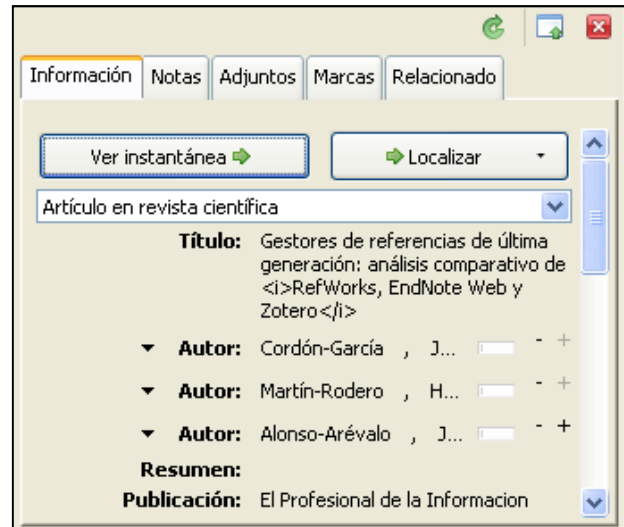 Información Notas Adjuntos Marcas Relacionado
Ver instantánea Localizar
Artículo en revista científica
Título: Gestores de referencias de última
generación: análisis comparativo de
<i>RefWorks, EndNote Web y
Zotero</i>
Autor: Cordón-García , J... - +
Autor: Martín-Rodero , H... - +
Autor: Alonso-Arévalo , J... - +
Resumen:
Publicación: El Profesional de la Informacion